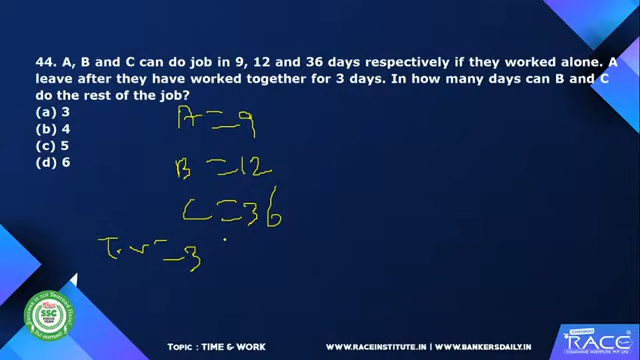 44. A, B and C can do job in 9, 12 and 36 days respectively if they worked alone. A
leave after they have worked together for 3 days. In how many days can B and C
do the rest of the job?
(a) 3
(b) 4
(c) 5
(d) 6
A = 9
B = 12
C = 36
T.W = 3
RACE
SSC
TOPIC : TIME & WORK
WWW.RACEINSTITUTE.IN | WWW.BANKERSDAILY.IN
RACE